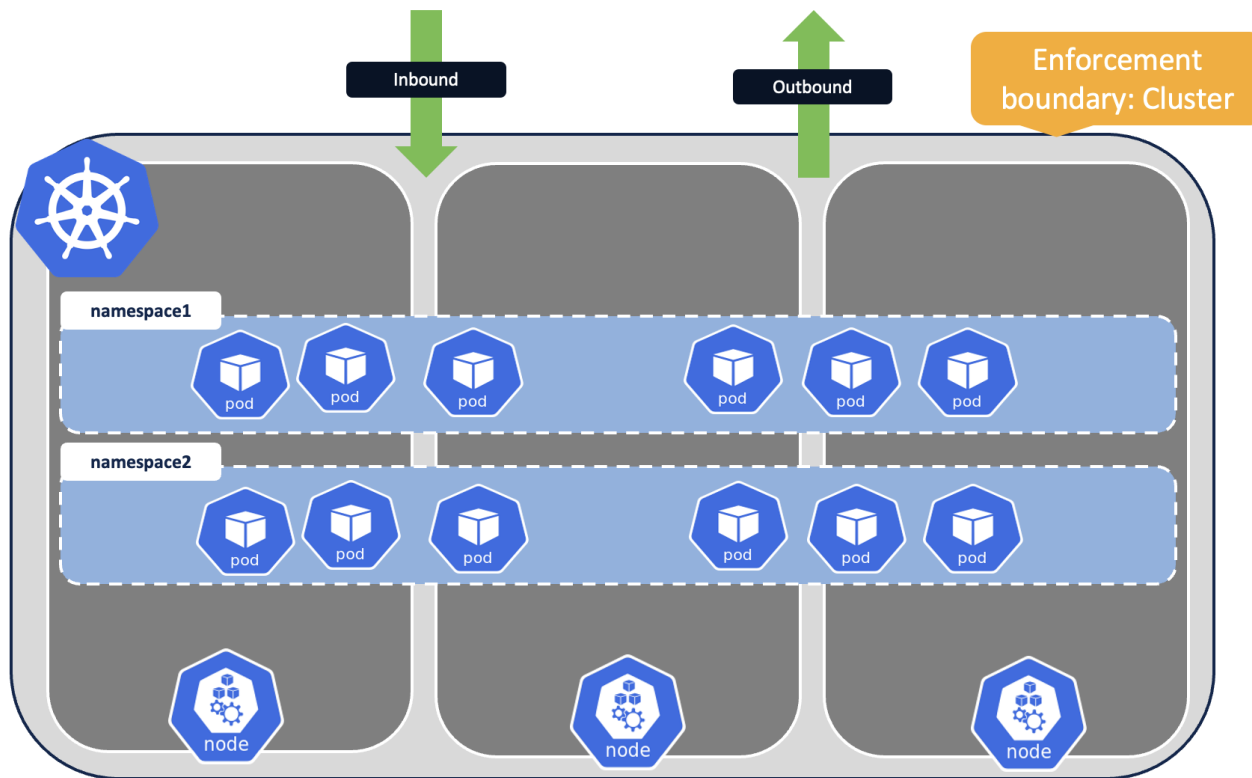 Inbound
Outbound
Enforcement
boundary: Cluster
namespace1
pod
pod
pod
pod
pod
pod
namespace2
pod
pod
pod
pod
pod
pod
node
node
node